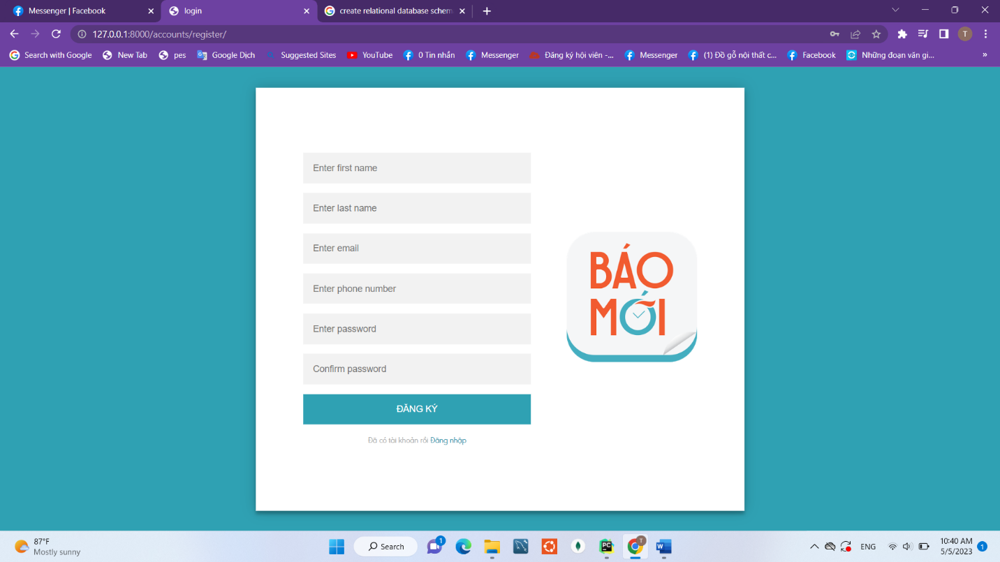 Messenger | Facebook
login
create relational database schem
127.0.0.1:8000/accounts/register/
T
Search with Google
New Tab
pes
Google Dịch
Suggested Sites
YouTube
0 Tin nhắn
Messenger
Đăng ký hội viên -...
Messenger
(1) Đồ gỗ nội thất c...
Facebook
Những đoạn văn gi...
»
Enter first name
Enter last name
Enter email
Enter phone number
Enter password
Confirm password
ĐĂNG KÝ
Đã có tài khoản rồi Đăng nhập
BÁO
MỚI
87°F
Mostly sunny
Search
1
PC
T
W
ENG
10:40 AM
5/5/2023
1